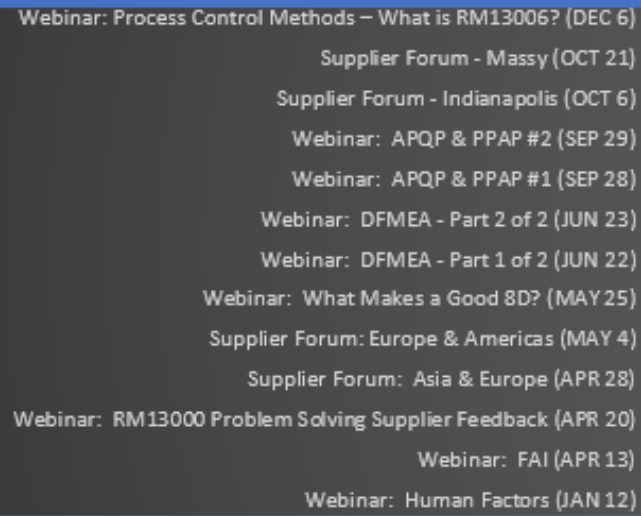 Webinar: Process Control Methods – What is RM13006? (DEC 6)
Supplier Forum - Massy (OCT 21)
Supplier Forum - Indianapolis (OCT 6)
Webinar: APQP & PPAP #2 (SEP 29)
Webinar: APQP & PPAP #1 (SEP 28)
Webinar: DFMEA - Part 2 of 2 (JUN 23)
Webinar: DFMEA - Part 1 of 2 (JUN 22)
Webinar: What Makes a Good 8D? (MAY 25)
Supplier Forum: Europe & Americas (MAY 4)
Supplier Forum: Asia & Europe (APR 28)
Webinar: RM13000 Problem Solving Supplier Feedback (APR 20)
Webinar: FAI (APR 13)
Webinar: Human Factors (JAN 12)